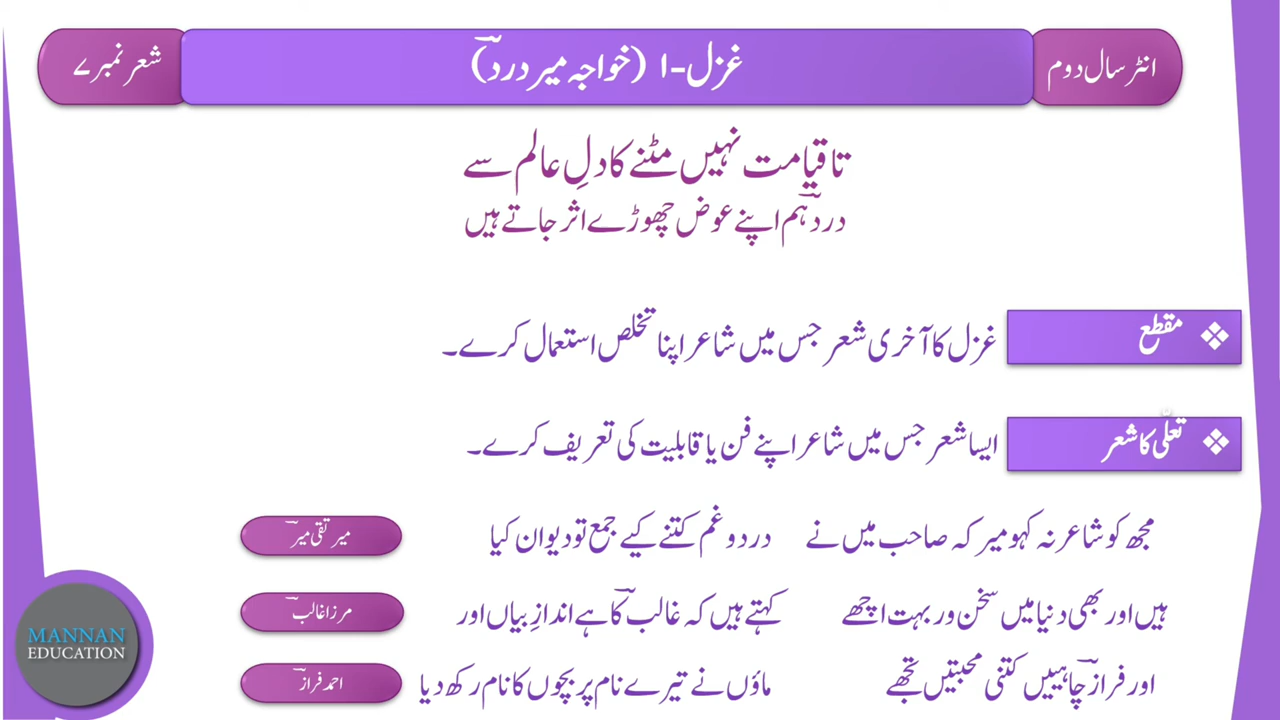 انٹر سال دوم
غزل-۱ (خواجہ میر دردؔ)
شعر نمبر ۷
تا قیامت نہیں مٹنے کا دلِ عالم سے
دردؔ ہم اپنے عوض چھوڑے اثر جاتے ہیں
❖ مقطع
غزل کا آخری شعر جس میں شاعر اپنا تخلص استعمال کرے۔
❖ تعلّی کا شعر
ایسا شعر جس میں شاعر اپنے فن یا قابلیت کی تعریف کرے۔
مجھ کو شاعر نہ کہو میر کہ صاحب میں نے درد و غم کتنے کیے جمع تو دیوان کیا میر تقی میرؔ
ہیں اور بھی دنیا میں سخن ور بہت اچھے کہتے ہیں کہ غالبؔ کا ہے اندازِ بیاں اور مرزا غالبؔ
اور فرازؔ چاہییں کتنی محبتیں تجھے ماؤں نے تیرے نام پر بچوں کا نام رکھ دیا احمد فرازؔ
MANNAN
EDUCATION